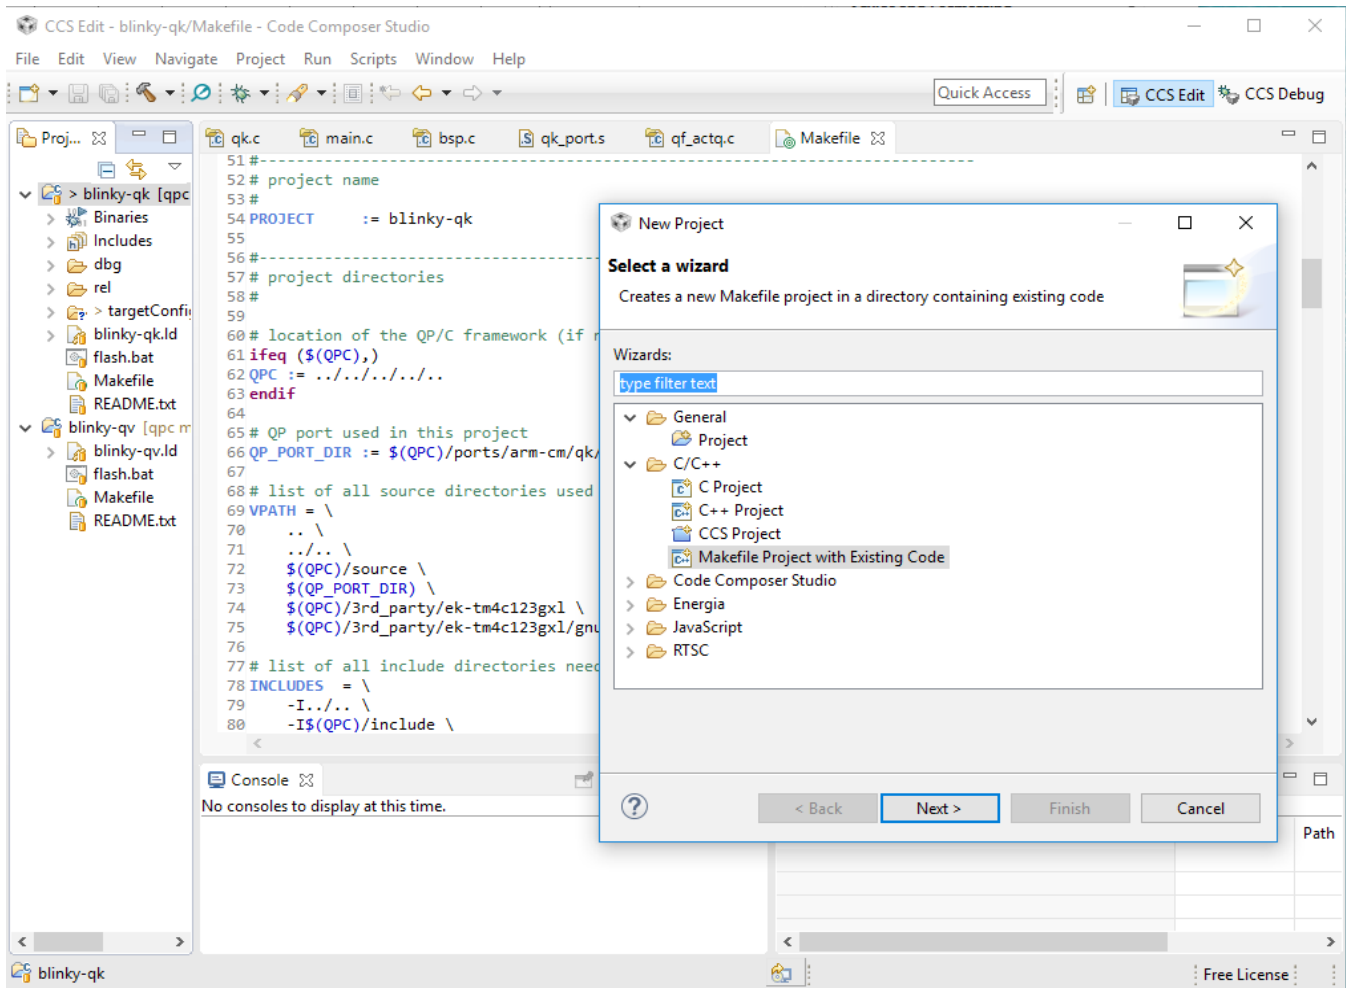 CCS Edit - blinky-qk/Makefile - Code Composer Studio
File Edit View Navigate Project Run Scripts Window Help
Quick Access
CCS Edit
CCS Debug
Proj...
> blinky-qk [qpc
Binaries
Includes
dbg
rel
> targetConfi
blinky-qk.ld
flash.bat
Makefile
README.txt
blinky-qv [qpc m
blinky-qv.ld
flash.bat
Makefile
README.txt
qk.c main.c bsp.c qk_port.s qf_actq.c Makefile
51 #-----------------------------------------------------------------------------
52 # project name
53 #
54 PROJECT := blinky-qk
55
56 #-------------------------------------
57 # project directories
58 #
59
60 # location of the QP/C framework (if
61 ifeq ($(QPC),)
62 QPC := ../../../../..
63 endif
64
65 # QP port used in this project
66 QP_PORT_DIR := $(QPC)/ports/arm-cm/qk/
67
68 # list of all source directories used
69 VPATH = \
70 .. \
71 ../.. \
72 $(QPC)/source \
73 $(QP_PORT_DIR) \
74 $(QPC)/3rd_party/ek-tm4c123gxl \
75 $(QPC)/3rd_party/ek-tm4c123gxl/gnu
76
77 # list of all include directories need
78 INCLUDES = \
79 -I../.. \
80 -I$(QPC)/include \
New Project
Select a wizard
Creates a new Makefile project in a directory containing existing code
Wizards:
type filter text
General
Project
C/C++
C Project
C++ Project
CCS Project
Makefile Project with Existing Code
Code Composer Studio
Energia
JavaScript
RTSC
< Back
Next >
Finish
Cancel
Console
No consoles to display at this time.
Path
blinky-qk
Free License